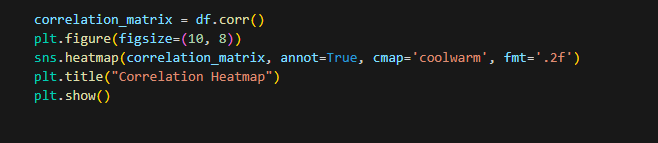 correlation_matrix = df.corr()
plt.figure(figsize=(10, 8))
sns.heatmap(correlation_matrix, annot=True, cmap='coolwarm', fmt='.2f')
plt.title("Correlation Heatmap")
plt.show()